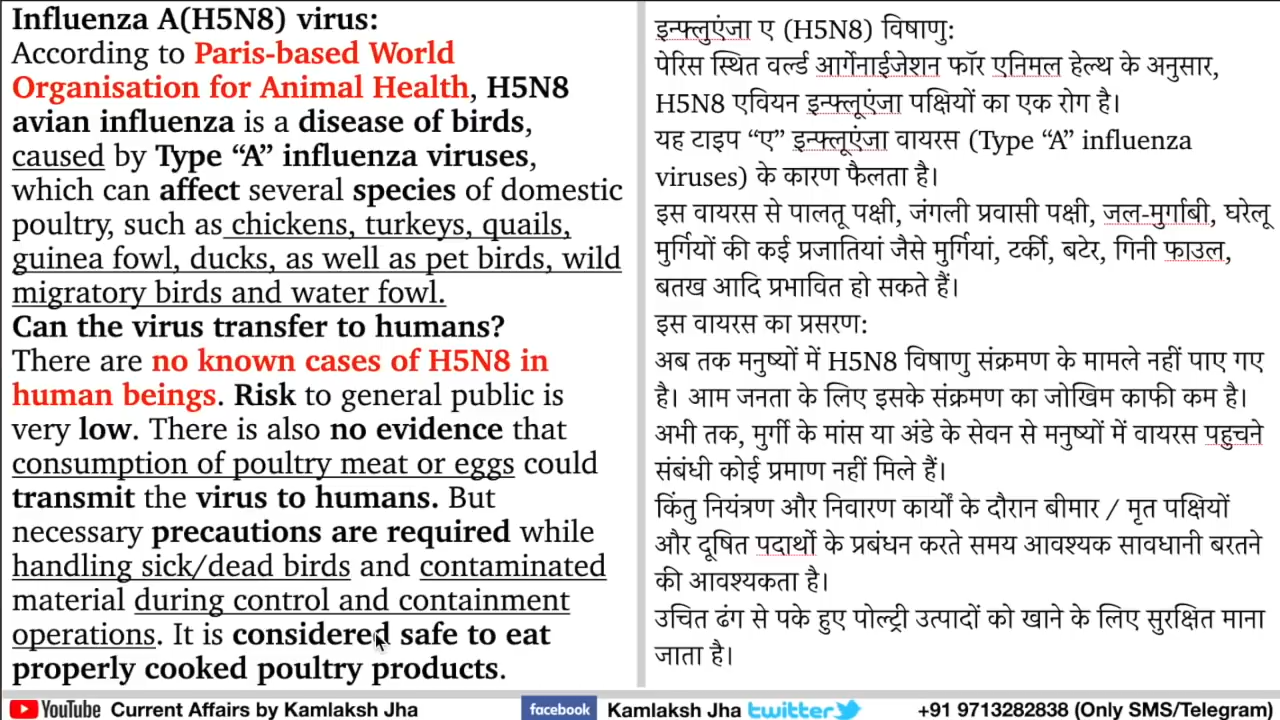 Influenza A(H5N8) virus:
According to Paris-based World
Organisation for Animal Health, H5N8
avian influenza is a disease of birds,
caused by Type “A” influenza viruses,
which can affect several species of domestic
poultry, such as chickens, turkeys, quails,
guinea fowl, ducks, as well as pet birds, wild
migratory birds and water fowl.
Can the virus transfer to humans?
There are no known cases of H5N8 in
human beings. Risk to general public is
very low. There is also no evidence that
consumption of poultry meat or eggs could
transmit the virus to humans. But
necessary precautions are required while
handling sick/dead birds and contaminated
material during control and containment
operations. It is considered safe to eat
properly cooked poultry products.
इन्फ्लुएंजा ए (H5N8) विषाणु:
पेरिस स्थित वर्ल्ड आर्गेनाईजेशन फॉर एनिमल हेल्थ के अनुसार,
H5N8 एवियन इन्फ्लूएंजा पक्षियों का एक रोग है।
यह टाइप “ए” इन्फ्लूएंजा वायरस (Type “A” influenza
viruses) के कारण फैलता है।
इस वायरस से पालतू पक्षी, जंगली प्रवासी पक्षी, जल-मुर्गाबी, घरेलू
मुर्गियों की कई प्रजातियां जैसे मुर्गियां, टर्की, बटेर, गिनी फाउल,
बतख आदि प्रभावित हो सकते हैं।
इस वायरस का प्रसरण:
अब तक मनुष्यों में H5N8 विषाणु संक्रमण के मामले नहीं पाए गए
है। आम जनता के लिए इसके संक्रमण का जोखिम काफी कम है।
अभी तक, मुर्गी के मांस या अंडे के सेवन से मनुष्यों में वायरस पहुचने
संबंधी कोई प्रमाण नहीं मिले हैं।
किंतु नियंत्रण और निवारण कार्यों के दौरान बीमार / मृत पक्षियों
और दूषित पदार्थो के प्रबंधन करते समय आवश्यक सावधानी बरतने
की आवश्यकता है।
उचित ढंग से पके हुए पोल्ट्री उत्पादों को खाने के लिए सुरक्षित माना
जाता है।
YouTube Current Affairs by Kamlaksh Jha facebook Kamlaksh Jha twitter +91 9713282838 (Only SMS/Telegram)